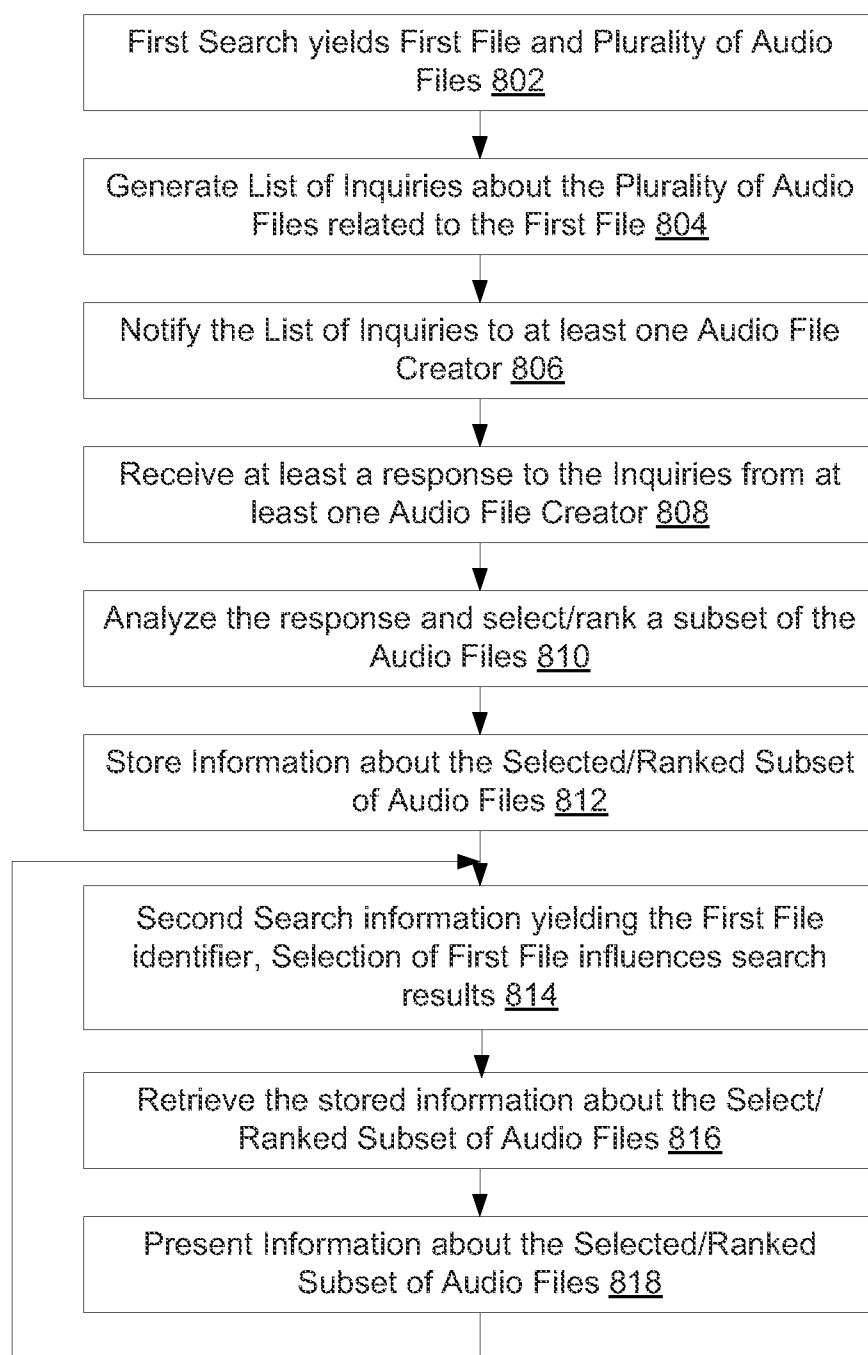 First Search yields First File and Plurality of Audio
Files 802
Generate List of Inquiries about the Plurality of Audio
Files related to the First File 804
Notify the List of Inquiries to at least one Audio File
Creator 806
Receive at least a response to the Inquiries from at
least one Audio File Creator 808
Analyze the response and select/rank a subset of the
Audio Files 810
Store Information about the Selected/Ranked Subset
of Audio Files 812
Second Search information yielding the First File
identifier, Selection of First File influences search
results 814
Retrieve the stored information about the Select/
Ranked Subset of Audio Files 816
Present Information about the Selected/Ranked
Subset of Audio Files 818